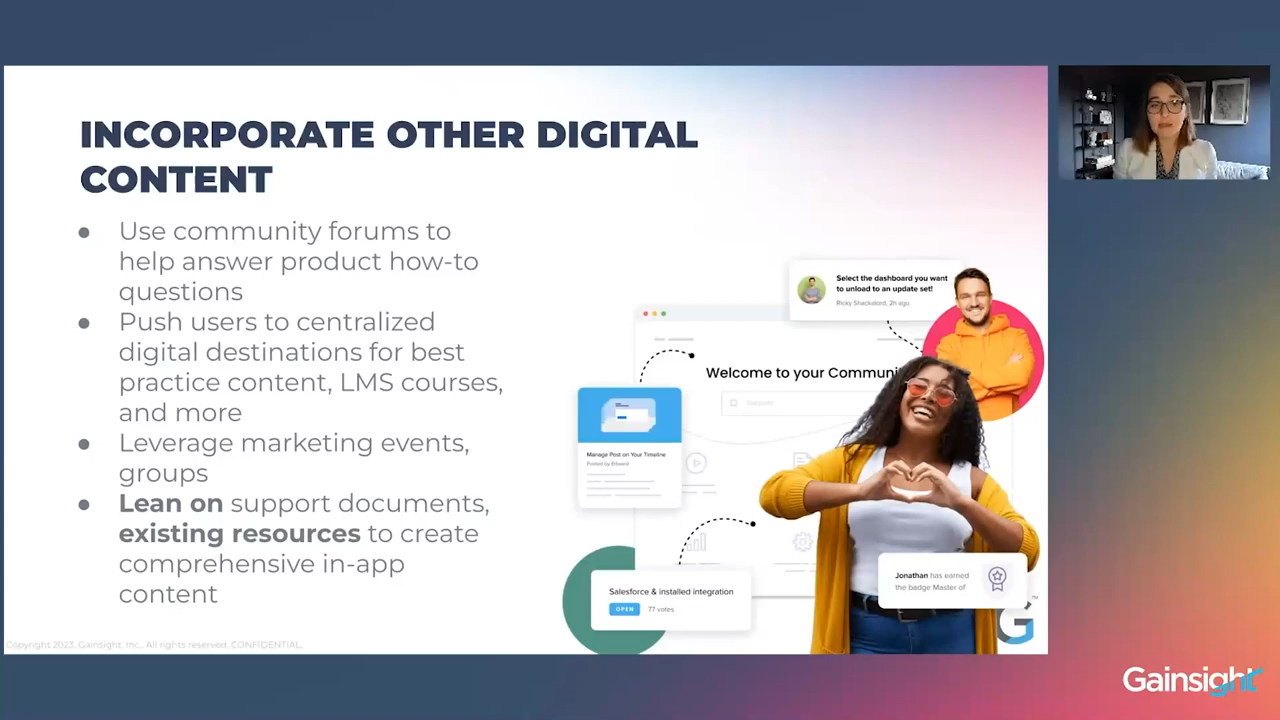 INCORPORATE OTHER DIGITAL
CONTENT
● Use community forums to
help answer product how-to
questions
● Push users to centralized
digital destinations for best
practice content, LMS courses,
and more
● Leverage marketing events,
groups
● Lean on support documents,
existing resources to create
comprehensive in-app
content
Select the dashboard you want
to unload to an update set!
Ricky Shackaford, 2h ago
Welcome to your Communi
Manage Post on Your Timeline
Posted by Edward
Salesforce & installed integration
OPEN 77 votes
Jonathan has earned
the badge Master of
G
TM
Copyright 2023, Gainsight, Inc., All rights reserved. CONFIDENTIAL.
Gainsight